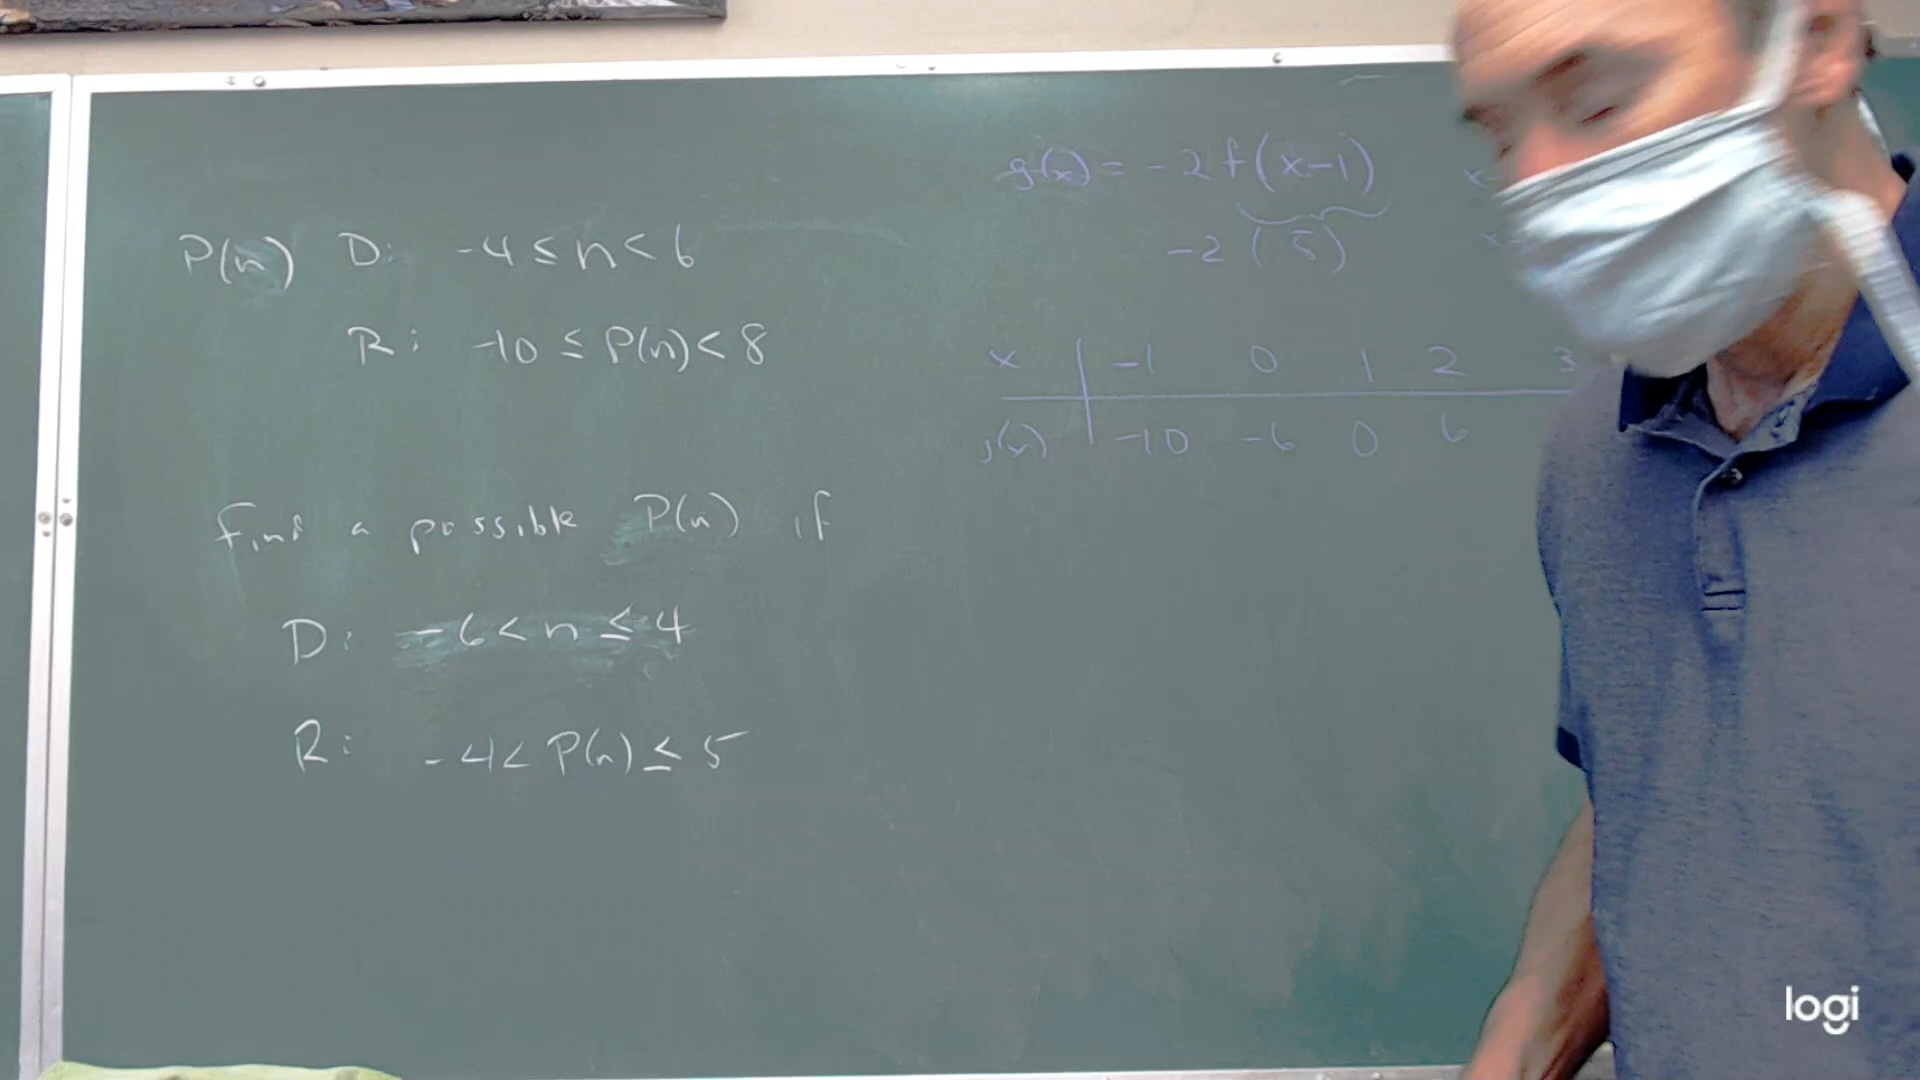 P(n) D: -4 ≤ n < 6
R: -10 ≤ P(n) < 8
Find a possible P(n) if
D: -6 < n ≤ 4
R: -4 < P(n) ≤ 5
g(x) = -2 f(x-1) x-
-2 (5) x
x -1 0 1 2 3
g(x) -10 -6 0 6
logi